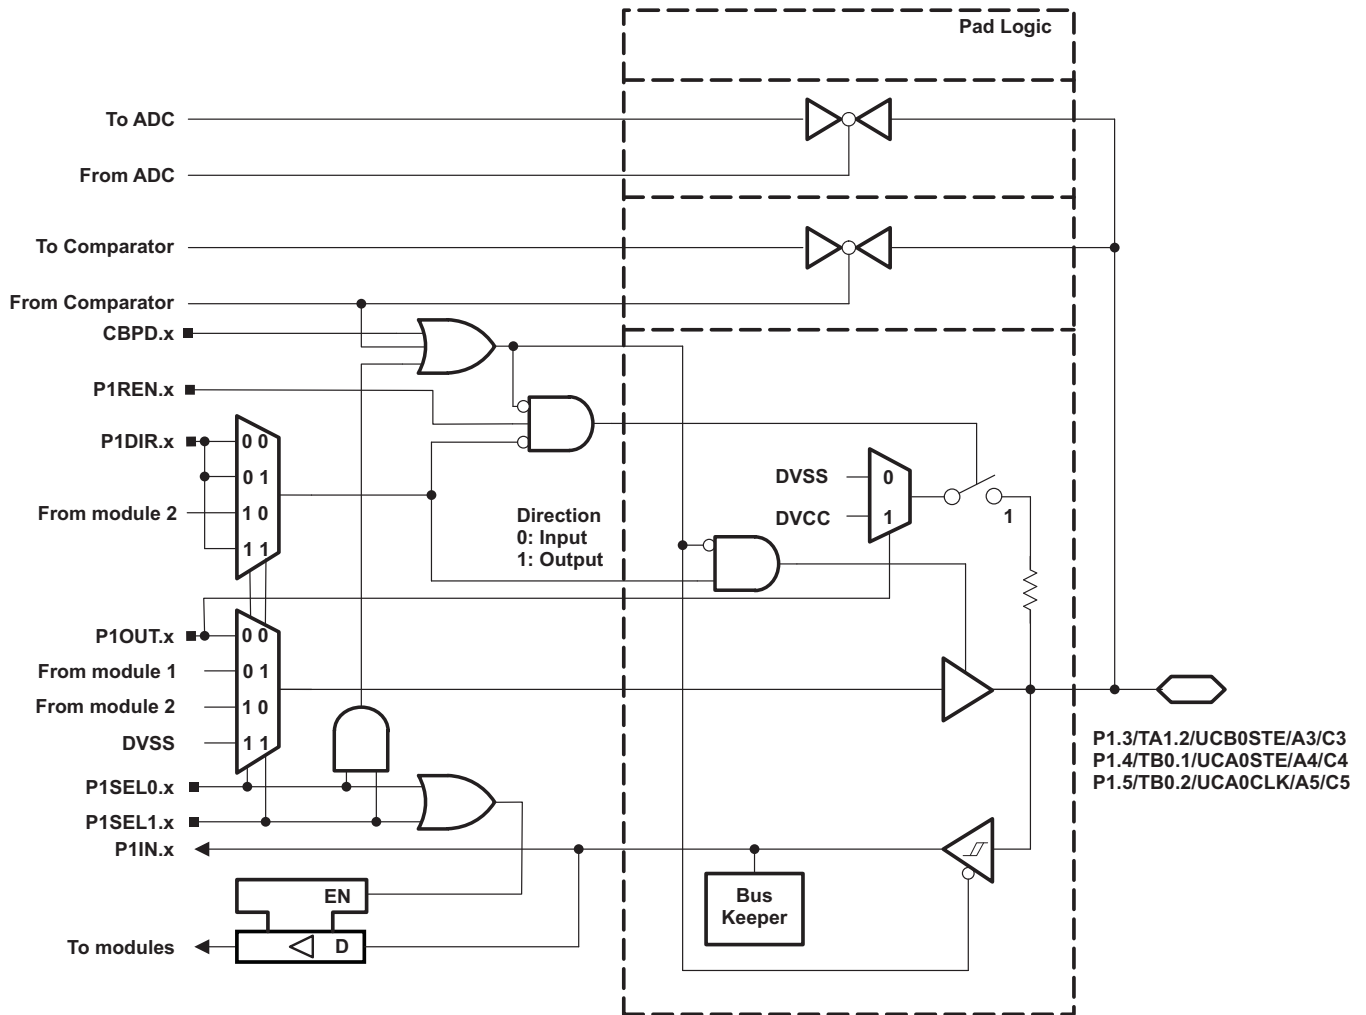 Pad Logic
To ADC
From ADC
To Comparator
From Comparator
CBPD.x
P1REN.x
P1DIR.x
0 0
0 1
From module 2
1 0
1 1
Direction
0: Input
1: Output
DVSS
0
DVCC
1
1
P1OUT.x
0 0
From module 1
0 1
From module 2
1 0
DVSS
1 1
P1SEL0.x
P1SEL1.x
P1IN.x
EN
To modules
D
Bus
Keeper
P1.3/TA1.2/UCB0STE/A3/C3
P1.4/TB0.1/UCA0STE/A4/C4
P1.5/TB0.2/UCA0CLK/A5/C5